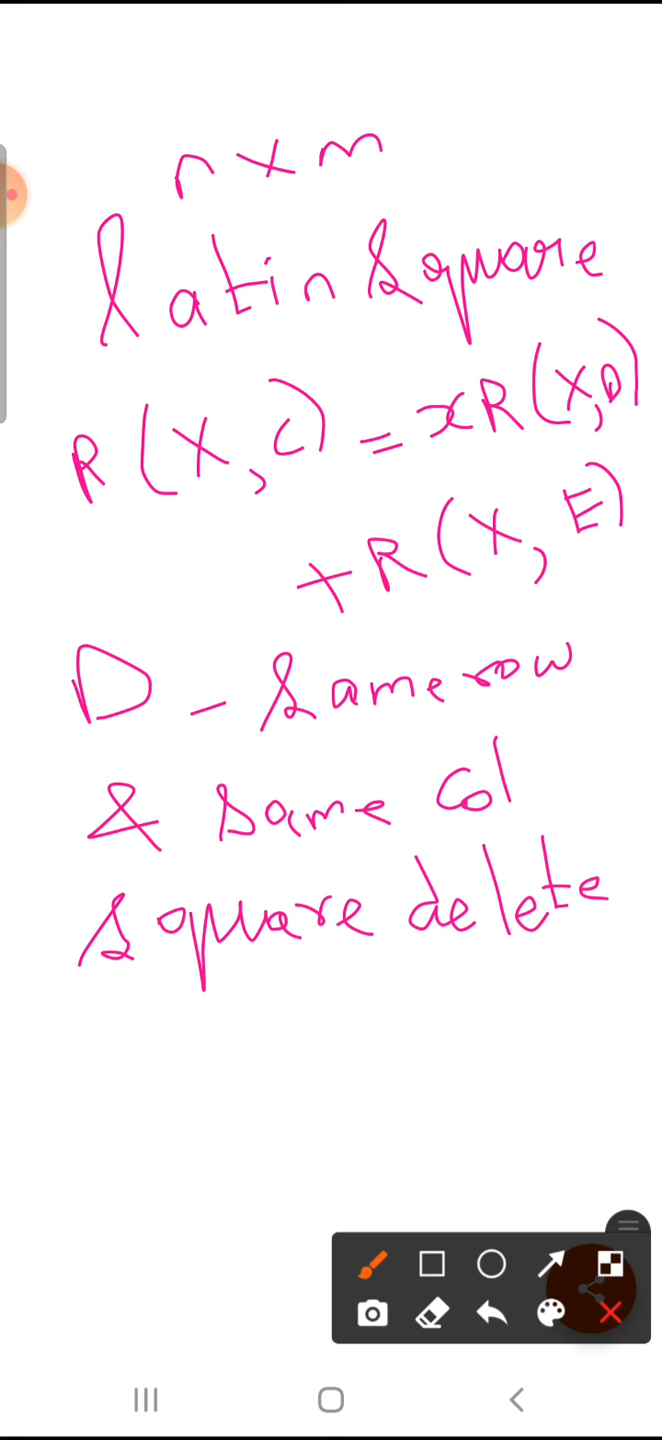 n x m
Latin Square
R(X, C) = xR(X, D)
+ R(X, E)
D - Same row
& Same Col
Square delete